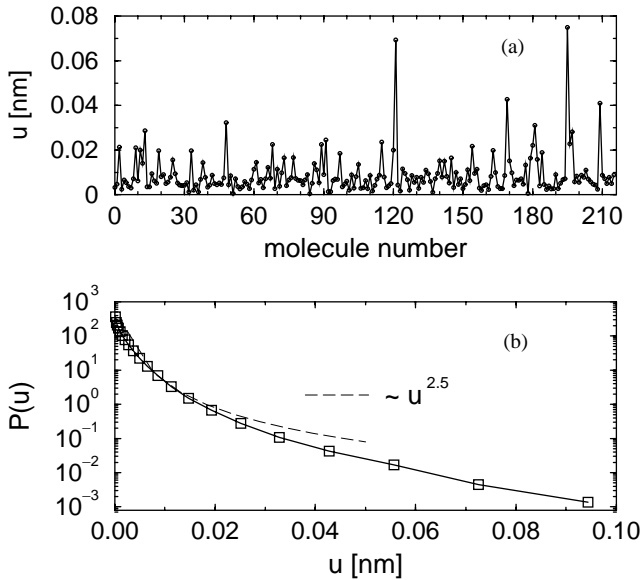 0.08
(a)
0.06
u [nm]
0.04
0.02
0
0 30 60 90 120 150 180 210
molecule number
10^3
10^2
(b)
10^1
P(u)
10^0
~ u^2.5
10^-1
10^-2
10^-3
0.00 0.02 0.04 0.06 0.08 0.10
u [nm]